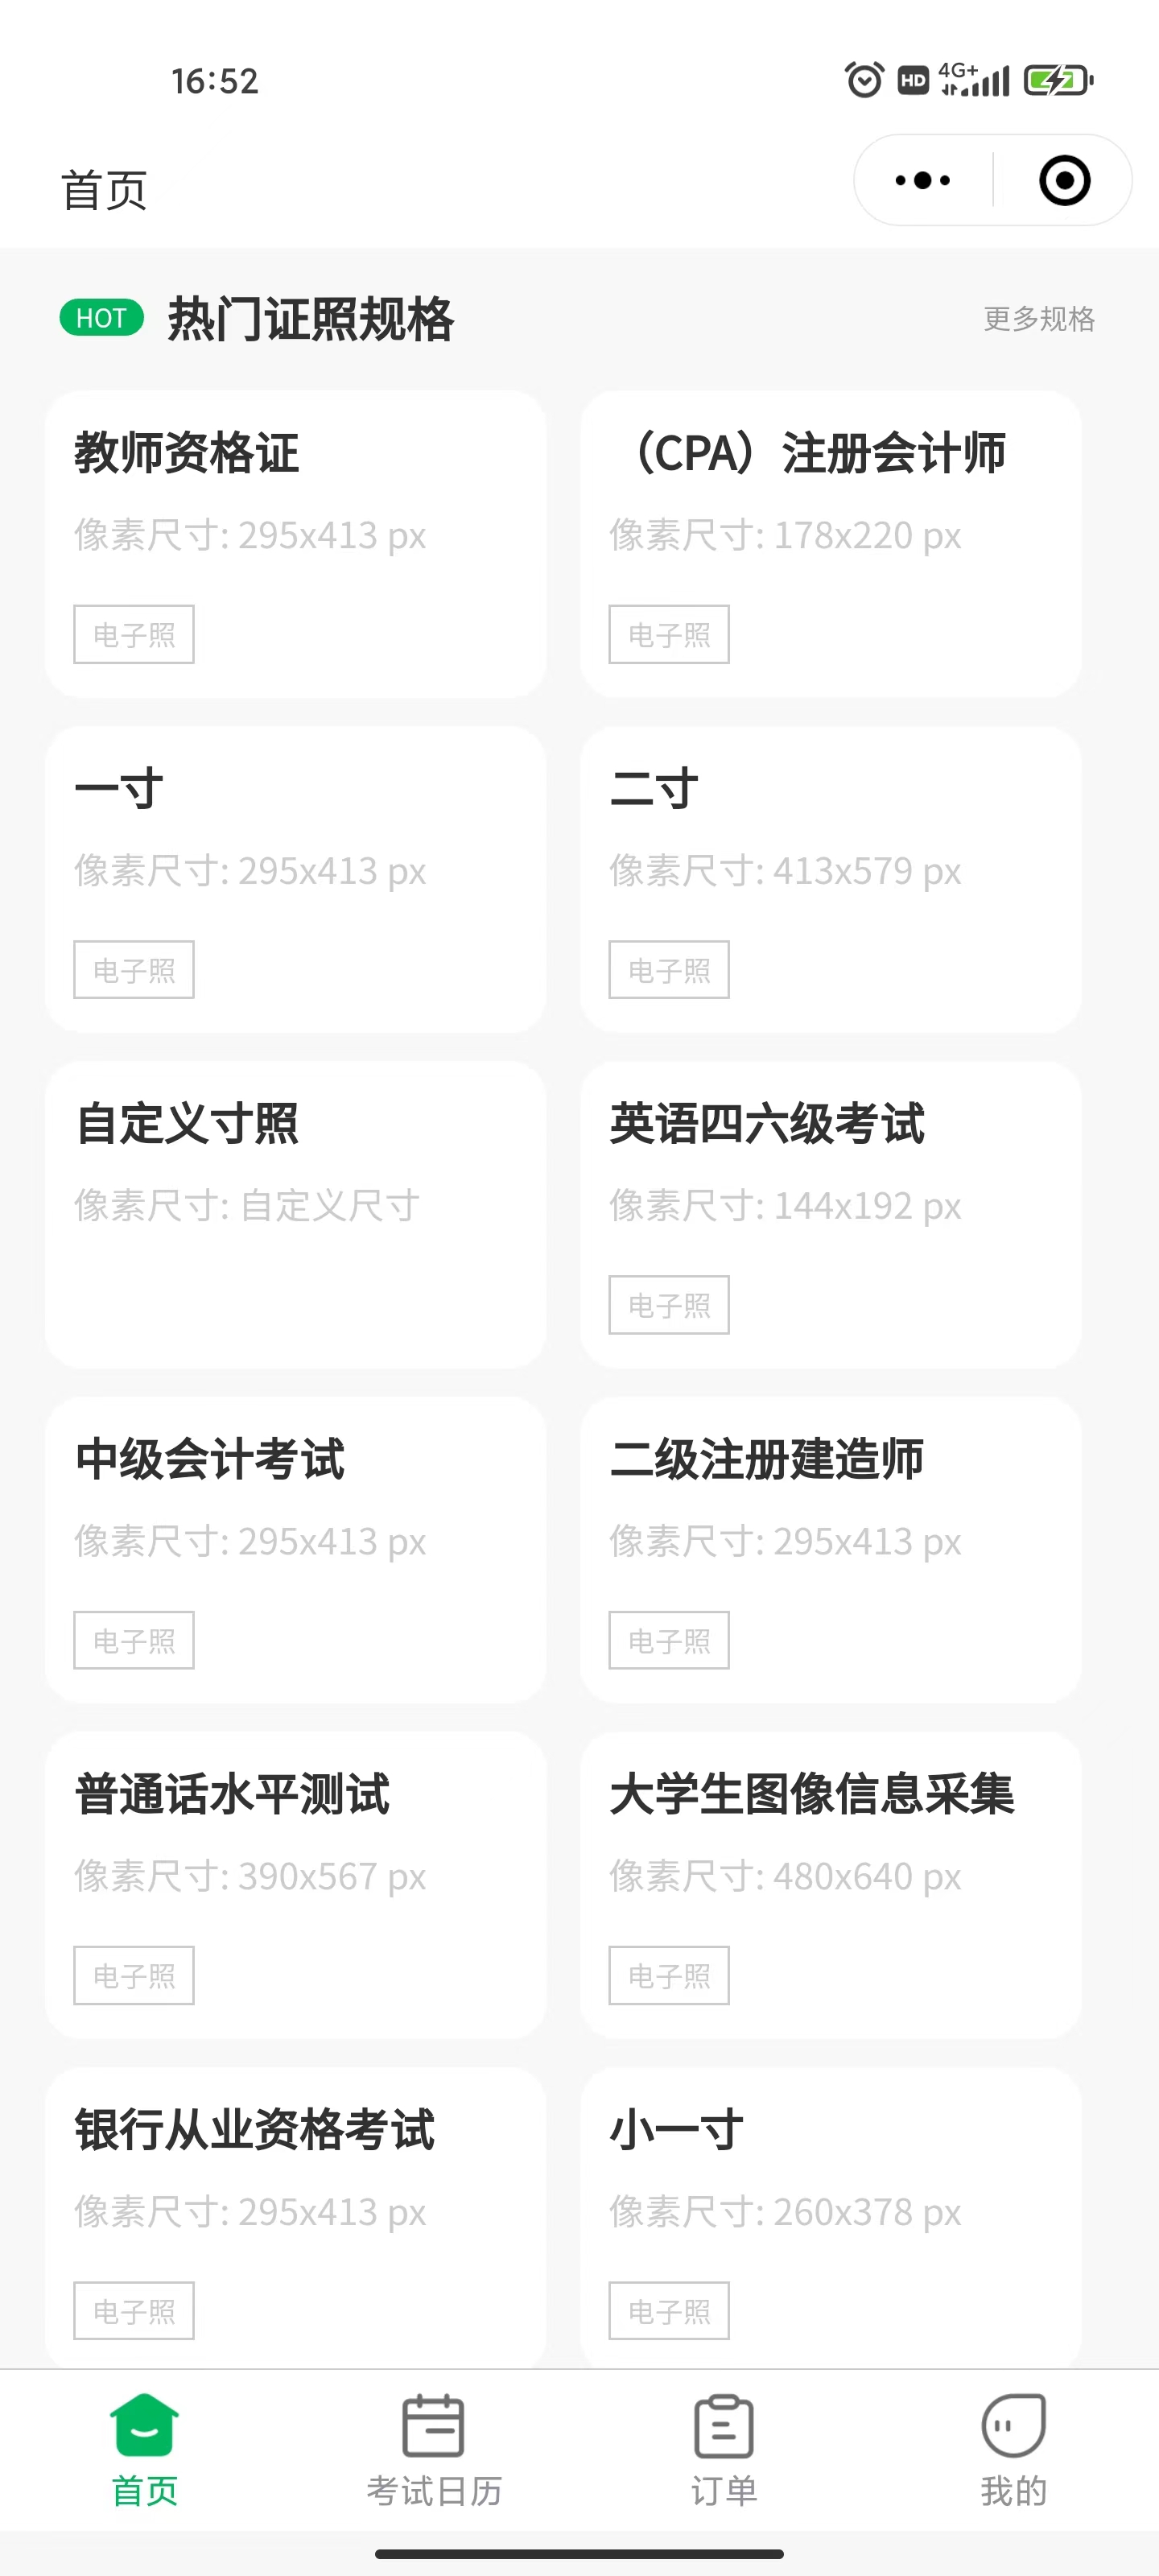 16:52
HD 4G+
首页
HOT 热门证照规格 更多规格
教师资格证
像素尺寸: 295x413 px
电子照
（CPA）注册会计师
像素尺寸: 178x220 px
电子照
一寸
像素尺寸: 295x413 px
电子照
二寸
像素尺寸: 413x579 px
电子照
自定义寸照
像素尺寸: 自定义尺寸
英语四六级考试
像素尺寸: 144x192 px
电子照
中级会计考试
像素尺寸: 295x413 px
电子照
二级注册建造师
像素尺寸: 295x413 px
电子照
普通话水平测试
像素尺寸: 390x567 px
电子照
大学生图像信息采集
像素尺寸: 480x640 px
电子照
银行从业资格考试
像素尺寸: 295x413 px
电子照
小一寸
像素尺寸: 260x378 px
电子照
首页 考试日历 订单 我的